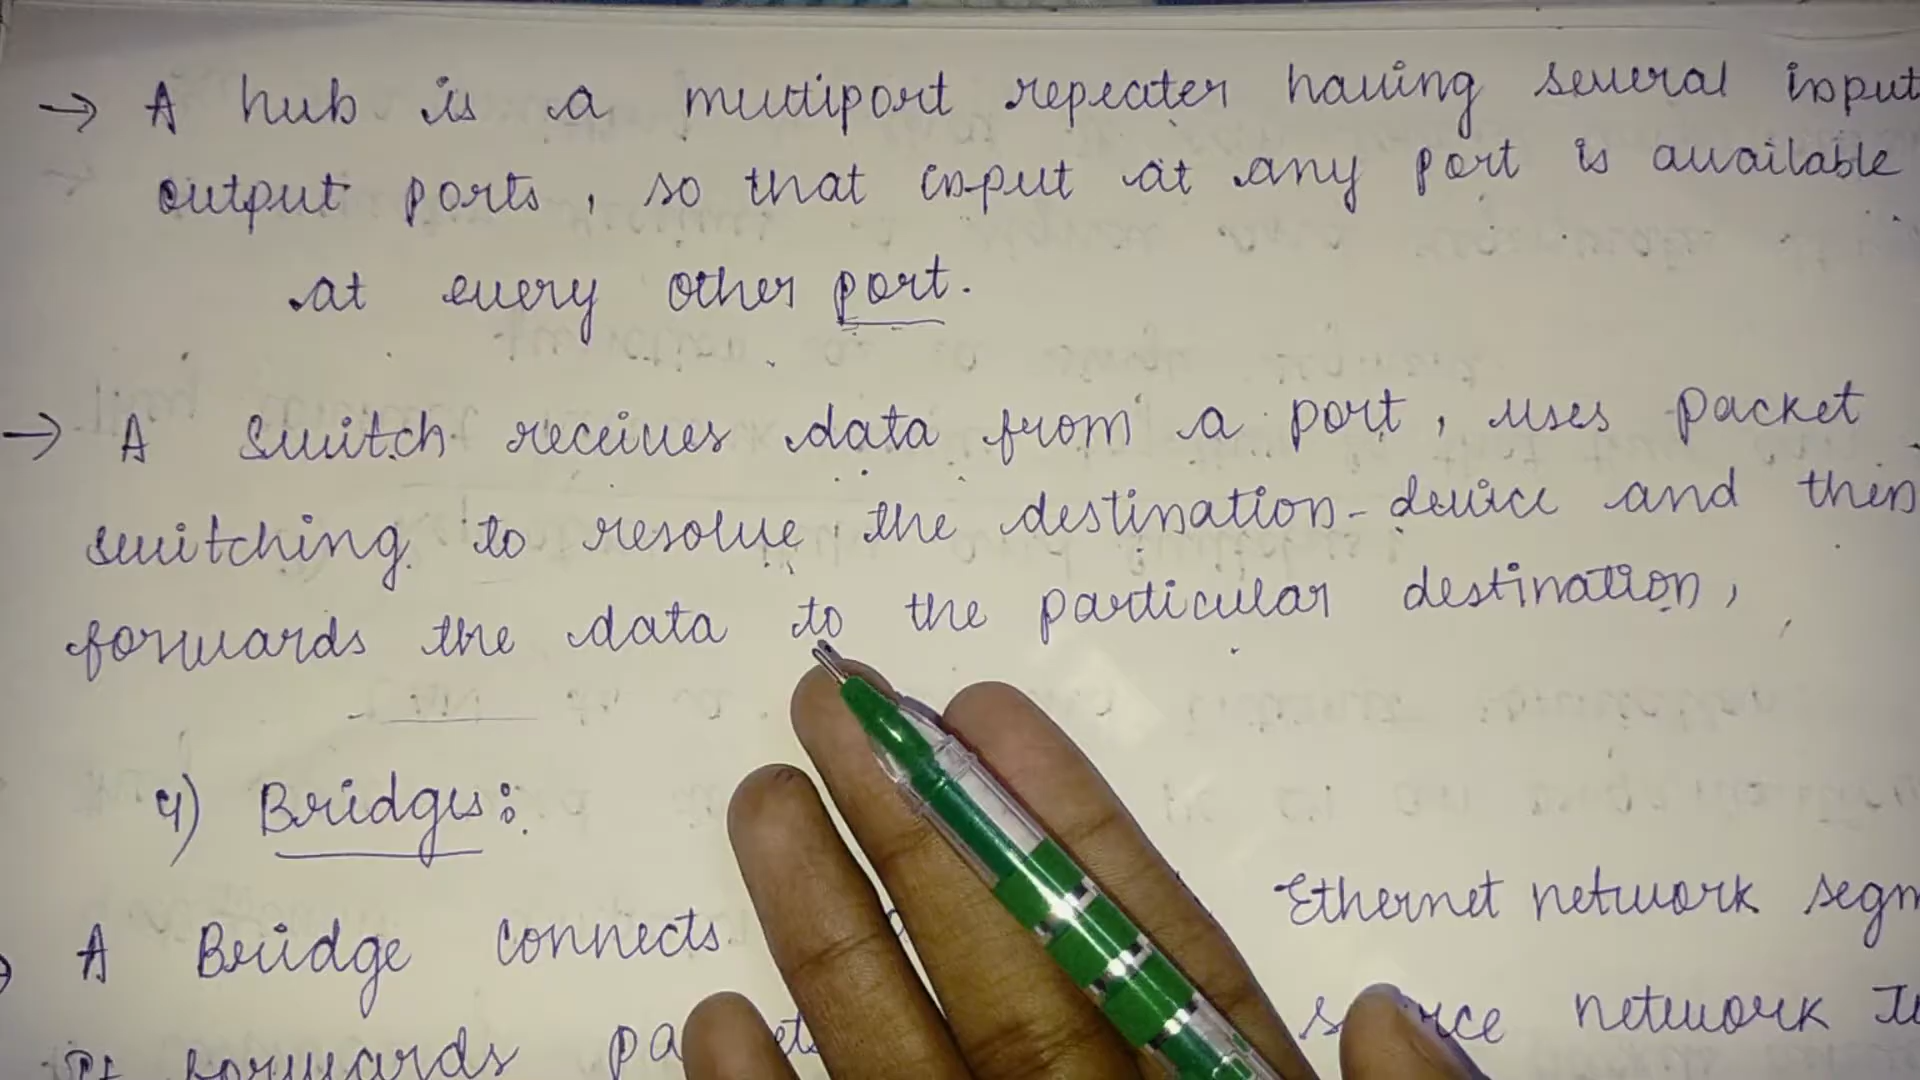 → A hub is a multiport repeater having several input
output ports, so that input at any port is available
at every other port.
→ A Switch receives data from a port, uses packet
switching to resolve the destination-device and then
forwards the data to the particular destination,
4) Bridges:
A Bridge connects Ethernet network segm
It forwards network